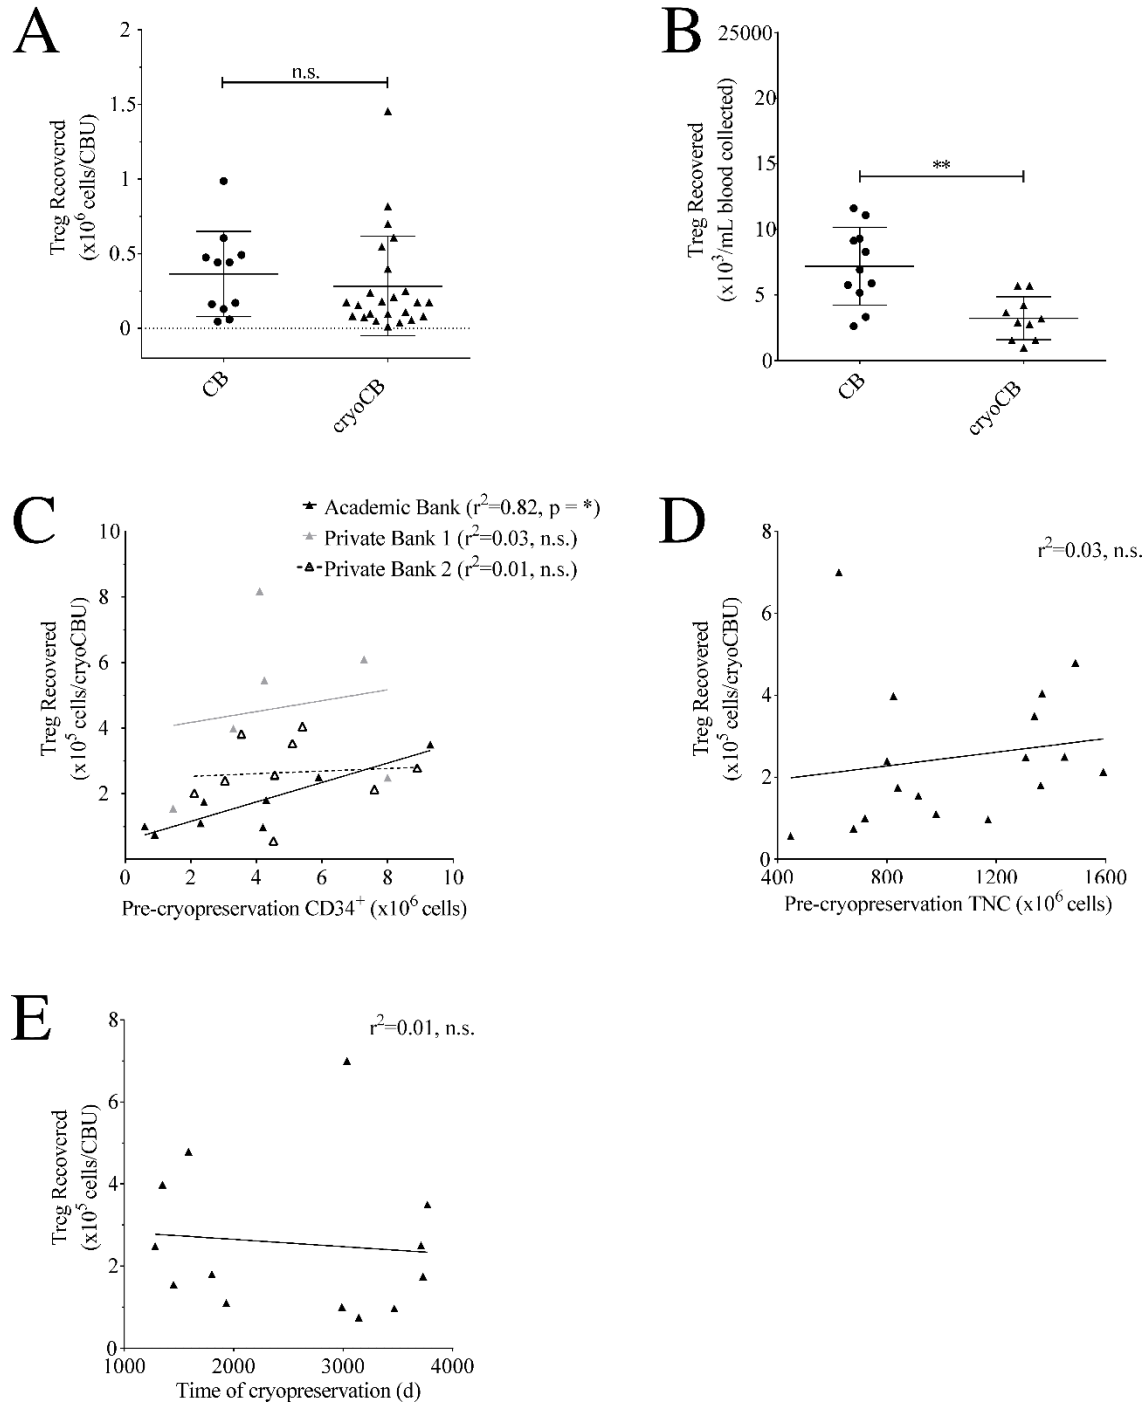 A
2
1.5
1
0.5
0
Treg Recovered
(x10⁶ cells/CBU)
n.s.
CB
cryoCB
B
25000
20
15
10
5
0
Treg Recovered
(x10³/mL blood collected)
**
CB
cryoCB
C
Academic Bank (r²=0.82, p = *)
Private Bank 1 (r²=0.03, n.s.)
Private Bank 2 (r²=0.01, n.s.)
10
8
6
4
2
Treg Recovered
(x10⁵ cells/cryoCBU)
0 2 4 6 8 10
Pre-cryopreservation CD34⁺ (x10⁶ cells)
D
r²=0.03, n.s.
8
6
4
2
0
Treg Recovered
(x10⁵ cells/cryoCBU)
400 800 1200 1600
Pre-cryopreservation TNC (x10⁶ cells)
E
r²=0.01, n.s.
8
6
4
2
0
Treg Recovered
(x10⁵ cells/CBU)
1000 2000 3000 4000
Time of cryopreservation (d)